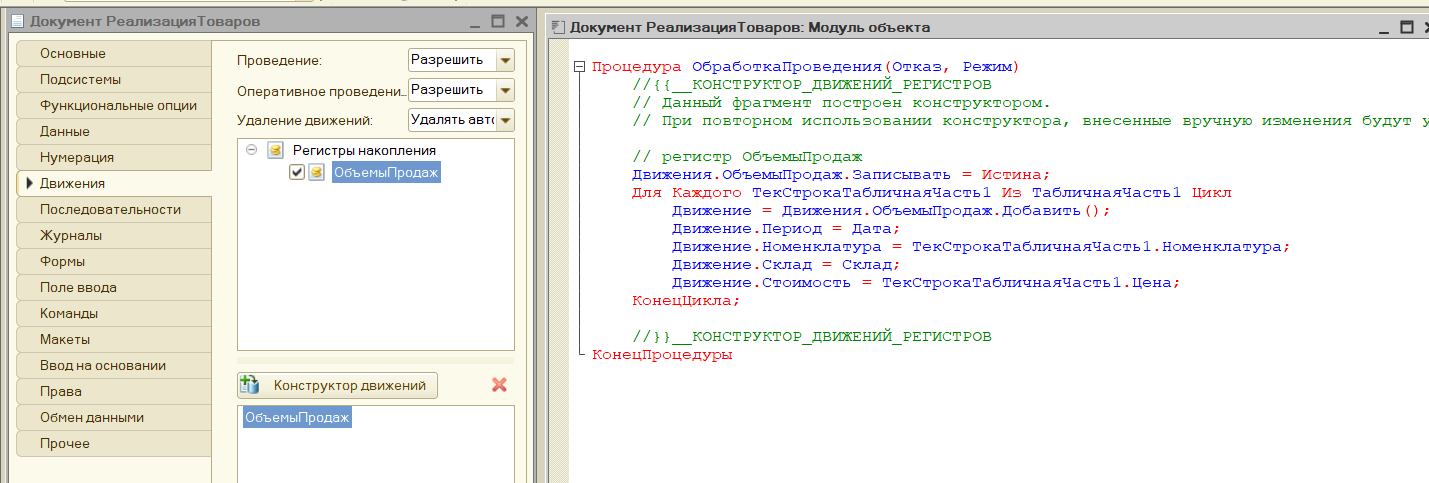 Документ РеализацияТоваров
Основные
Подсистемы
Функциональные опции
Данные
Нумерация
Движения
Последовательности
Журналы
Формы
Поле ввода
Команды
Макеты
Ввод на основании
Права
Обмен данными
Прочее
Проведение: Разрешить
Оперативное проведени... Разрешить
Удаление движений: Удалять авто
Регистры накопления
ОбъемыПродаж
Конструктор движений
ОбъемыПродаж
Документ РеализацияТоваров: Модуль объекта
Процедура ОбработкаПроведения(Отказ, Режим)
//{{__КОНСТРУКТОР_ДВИЖЕНИЙ_РЕГИСТРОВ
// Данный фрагмент построен конструктором.
// При повторном использовании конструктора, внесенные вручную изменения будут у
// регистр ОбъемыПродаж
Движения.ОбъемыПродаж.Записывать = Истина;
Для Каждого ТекСтрокаТабличнаяЧасть1 Из ТабличнаяЧасть1 Цикл
Движение = Движения.ОбъемыПродаж.Добавить();
Движение.Период = Дата;
Движение.Номенклатура = ТекСтрокаТабличнаяЧасть1.Номенклатура;
Движение.Склад = Склад;
Движение.Стоимость = ТекСтрокаТабличнаяЧасть1.Цена;
КонецЦикла;
//}}__КОНСТРУКТОР_ДВИЖЕНИЙ_РЕГИСТРОВ
КонецПроцедуры